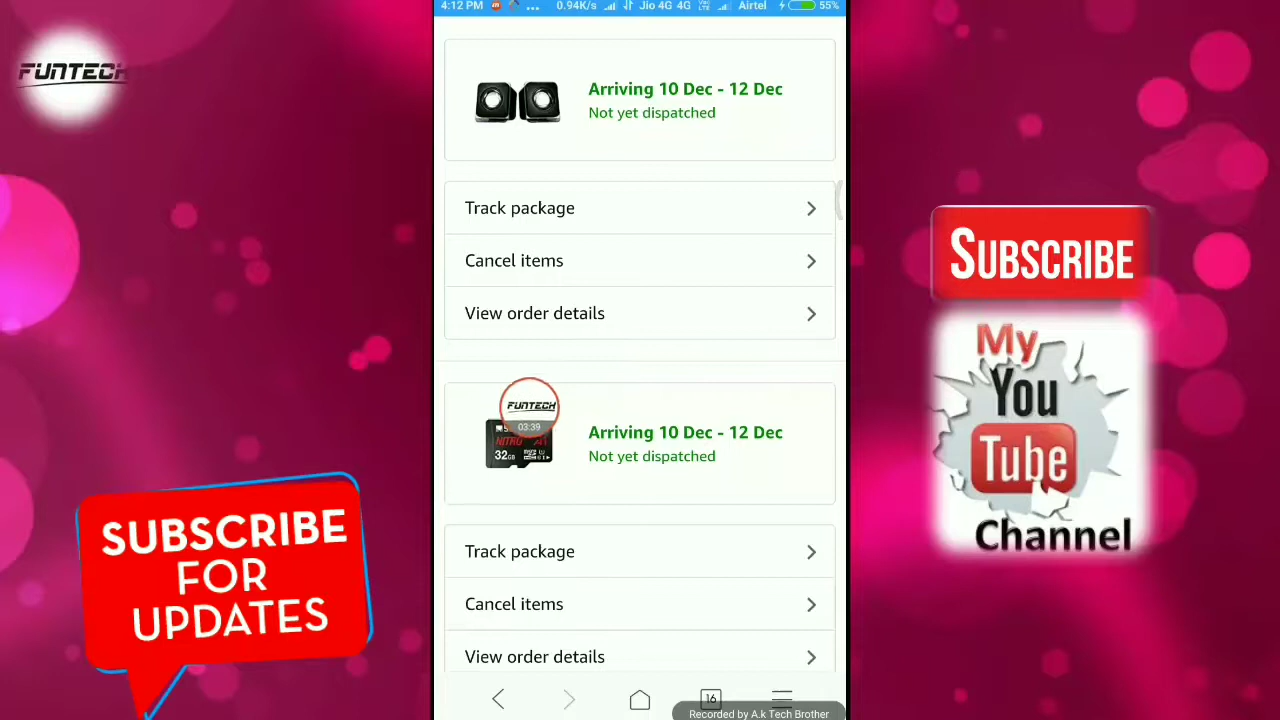 FUNTECH
4:12 PM ... 0.94K/s Jio 4G 4G Airtel 55%
Arriving 10 Dec - 12 Dec
Not yet dispatched
Track package
Cancel items
View order details
FUNTECH
03:39
NITRO A1
32GB
Arriving 10 Dec - 12 Dec
Not yet dispatched
Track package
Cancel items
View order details
16
Recorded by A.k Tech Brother
SUBSCRIBE
My
You
Tube
Channel
SUBSCRIBE
FOR
UPDATES